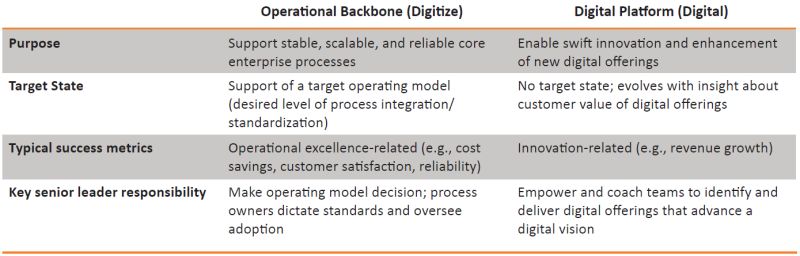 Operational Backbone (Digitize) Digital Platform (Digital)
Purpose Support stable, scalable, and reliable core Enable swift innovation and enhancement
enterprise processes of new digital offerings
Target State Support of a target operating model No target state; evolves with insight about
(desired level of process integration/ customer value of digital offerings
standardization)
Typical success metrics Operational excellence-related (e.g., cost Innovation-related (e.g., revenue growth)
savings, customer satisfaction, reliability)
Key senior leader responsibility Make operating model decision; process Empower and coach teams to identify and
owners dictate standards and oversee deliver digital offerings that advance a
adoption digital vision